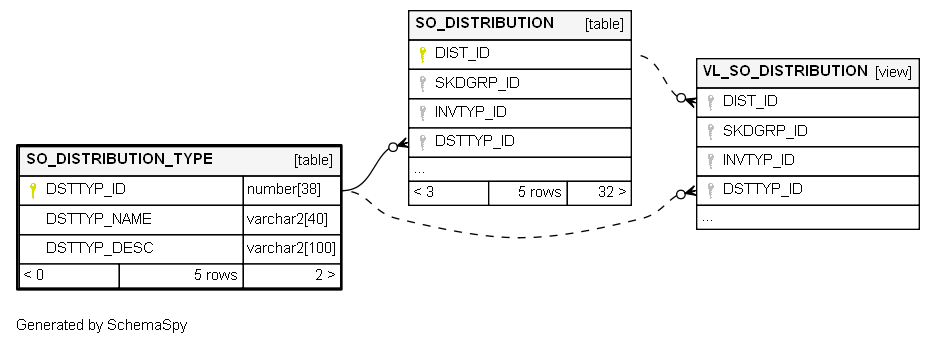 SO_DISTRIBUTION [table]
DIST_ID
SKDGRP_ID
INVTYP_ID
DSTTYP_ID
...
< 3 5 rows 32 >
VL_SO_DISTRIBUTION [view]
DIST_ID
SKDGRP_ID
INVTYP_ID
DSTTYP_ID
...
SO_DISTRIBUTION_TYPE [table]
DSTTYP_ID number[38]
DSTTYP_NAME varchar2[40]
DSTTYP_DESC varchar2[100]
< 0 5 rows 2 >
Generated by SchemaSpy